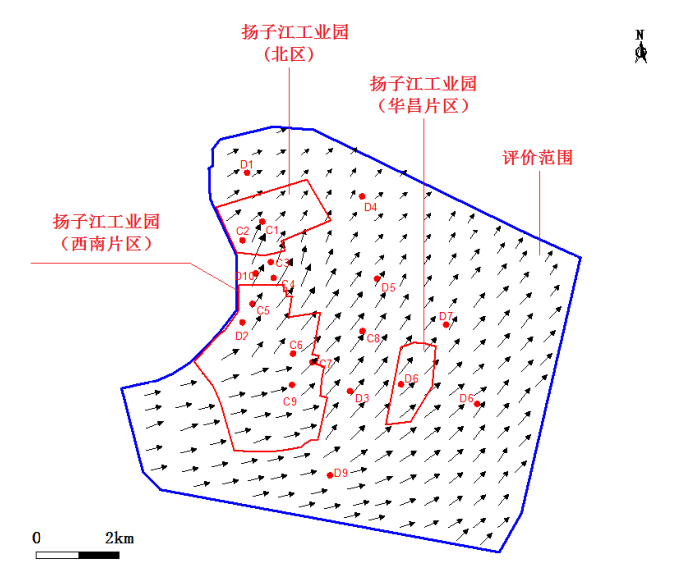 扬子江工业园
(北区)
N
扬子江工业园
（华昌片区）
评价范围
D1
D4
扬子江工业园
（西南片区）
C2
C1
C3
D10
C4
D5
C5
D2
D7
C8
C6
C7
D6
C9
D3
D6
D9
0
2km